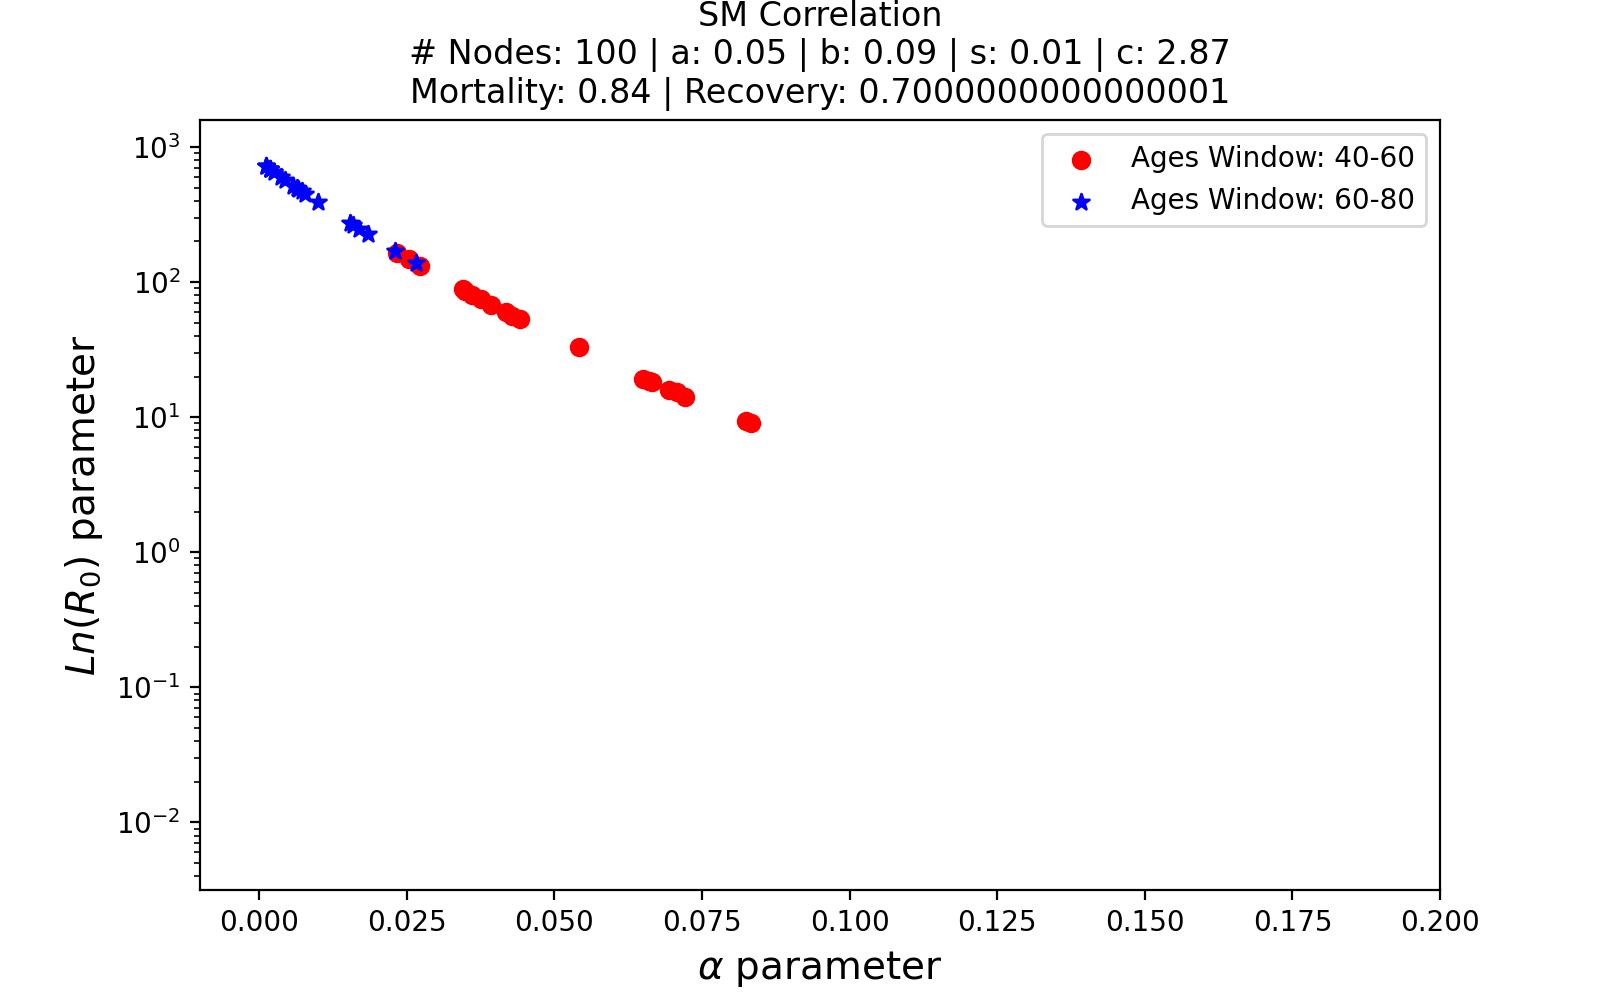 SM Correlation
# Nodes: 100 | a: 0.05 | b: 0.09 | s: 0.01 | c: 2.87
Mortality: 0.84 | Recovery: 0.7000000000000001
Ages Window: 40-60
Ages Window: 60-80
10³
10²
10¹
10⁰
10⁻¹
10⁻²
Ln(R₀) parameter
0.000 0.025 0.050 0.075 0.100 0.125 0.150 0.175 0.200
α parameter